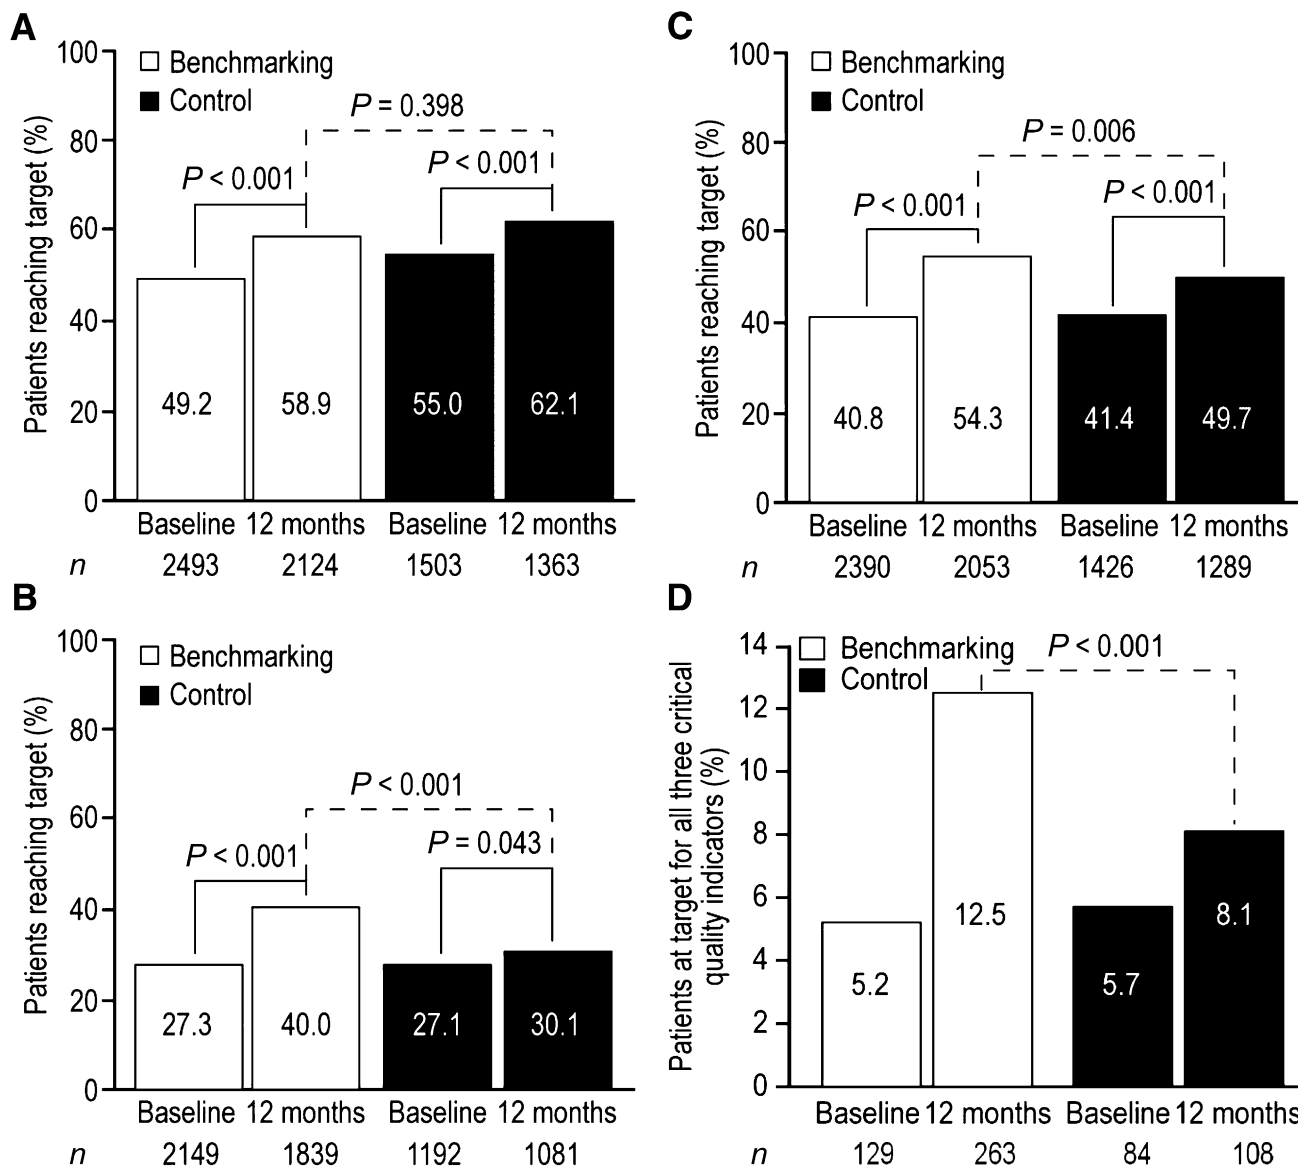 A
100
80
60
40
20
0
Patients reaching target (%)
Benchmarking
Control
P = 0.398
P < 0.001
P < 0.001
49.2 58.9 55.0 62.1
Baseline 12 months Baseline 12 months
n 2493 2124 1503 1363
B
100
80
60
40
20
0
Patients reaching target (%)
Benchmarking
Control
P < 0.001
P < 0.001
P = 0.043
27.3 40.0 27.1 30.1
Baseline 12 months Baseline 12 months
n 2149 1839 1192 1081
C
100
80
60
40
20
0
Patients reaching target (%)
Benchmarking
Control
P = 0.006
P < 0.001
P < 0.001
40.8 54.3 41.4 49.7
Baseline 12 months Baseline 12 months
n 2390 2053 1426 1289
D
14
12
10
8
6
4
2
0
Patients at target for all three critical
quality indicators (%)
Benchmarking
Control
P < 0.001
5.2 12.5 5.7 8.1
Baseline 12 months Baseline 12 months
n 129 263 84 108